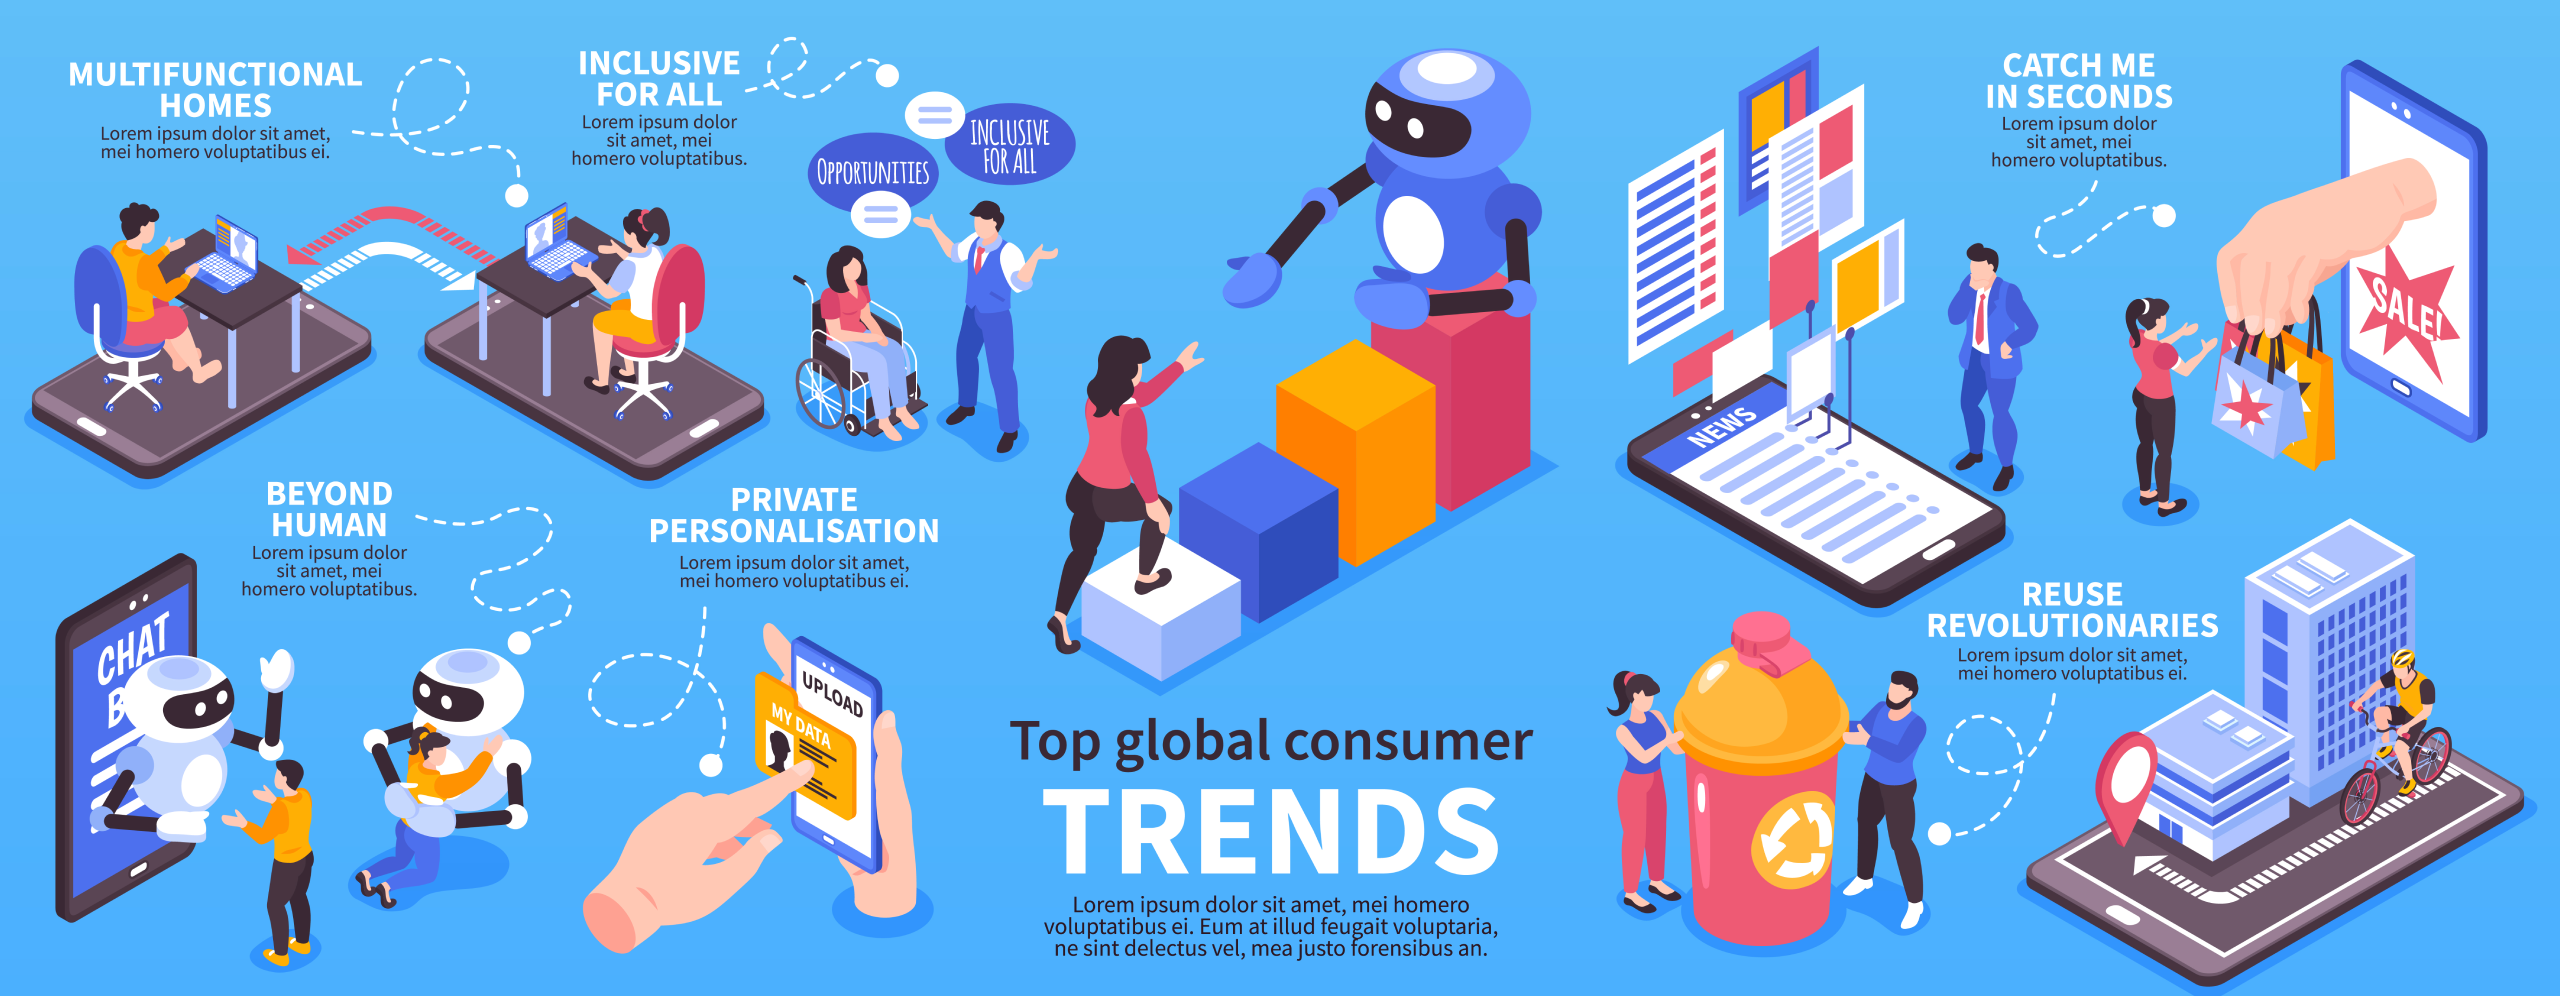 MULTIFUNCTIONAL
HOMES
Lorem ipsum dolor sit amet,
mei homero voluptatibus ei.
INCLUSIVE
FOR ALL
Lorem ipsum dolor
sit amet, mei
homero voluptatibus.
OPPORTUNITIES
INCLUSIVE
FOR ALL
CATCH ME
IN SECONDS
Lorem ipsum dolor
sit amet, mei
homero voluptatibus.
SALE!
NEWS
BEYOND
HUMAN
Lorem ipsum dolor
sit amet, mei
homero voluptatibus.
CHAT
B
PRIVATE
PERSONALISATION
Lorem ipsum dolor sit amet,
mei homero voluptatibus ei.
UPLOAD
MY DATA
Top global consumer
TRENDS
Lorem ipsum dolor sit amet, mei homero
voluptatibus ei. Eum at illud feugait voluptaria,
ne sint delectus vel, mea justo forensibus an.
REUSE
REVOLUTIONARIES
Lorem ipsum dolor sit amet,
mei homero voluptatibus ei.